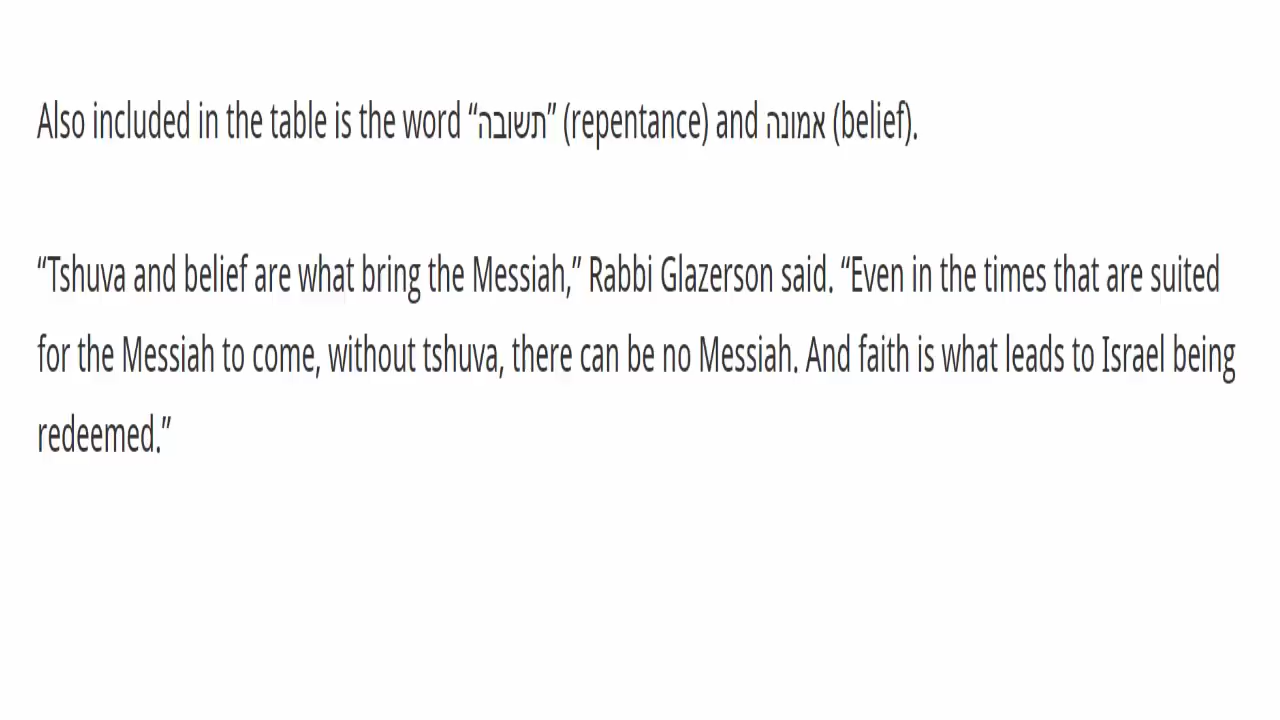 Also included in the table is the word “תשובה” (repentance) and אמונה (belief).
“Tshuva and belief are what bring the Messiah,” Rabbi Glazerson said. “Even in the times that are suited
for the Messiah to come, without tshuva, there can be no Messiah. And faith is what leads to Israel being
redeemed.”